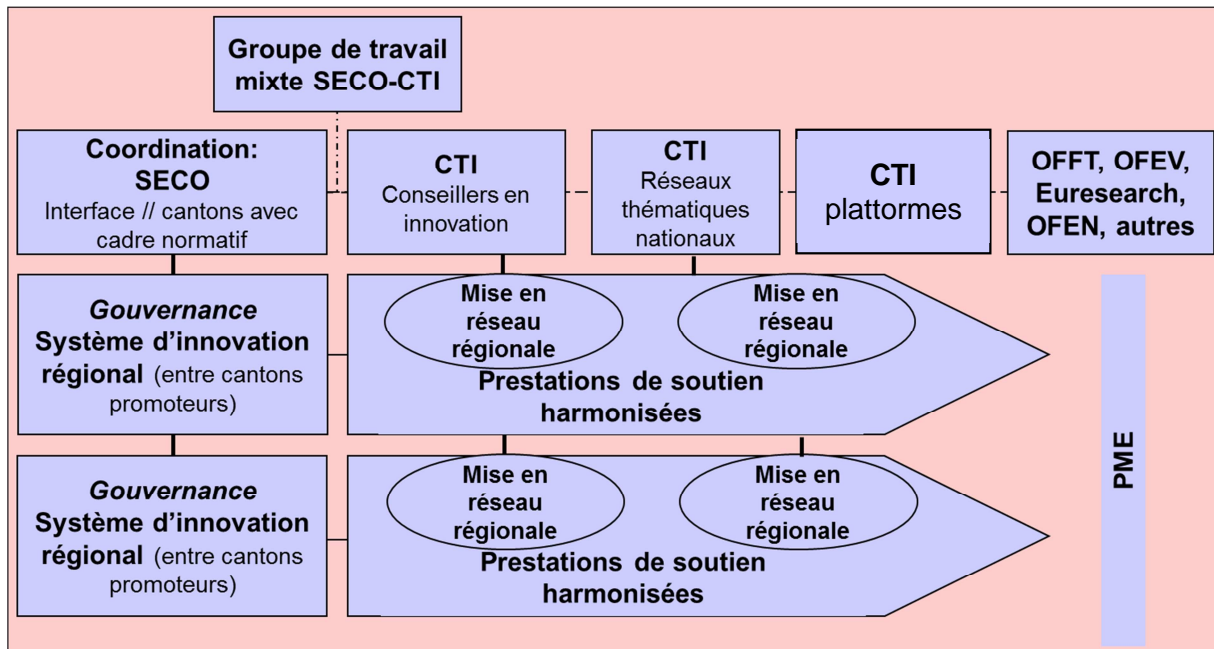 Groupe de travail
mixte SECO-CTI
Coordination:
SECO
Interface // cantons avec
cadre normatif
CTI
Conseillers en
innovation
CTI
Réseaux
thématiques
nationaux
CTI
plattormes
OFFT, OFEV,
Euresearch,
OFEN, autres
Gouvernance
Système d’innovation
régional (entre cantons
promoteurs)
Mise en
réseau
régionale
Mise en
réseau
régionale
Prestations de soutien
harmonisées
Gouvernance
Système d’innovation
régional (entre cantons
promoteurs)
Mise en
réseau
régionale
Mise en
réseau
régionale
Prestations de soutien
harmonisées
PME